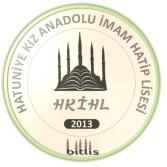 HATUNİYE KIZ ANADOLU İMAM HATİP LİSESİ
HKİHL
2013
bitlis